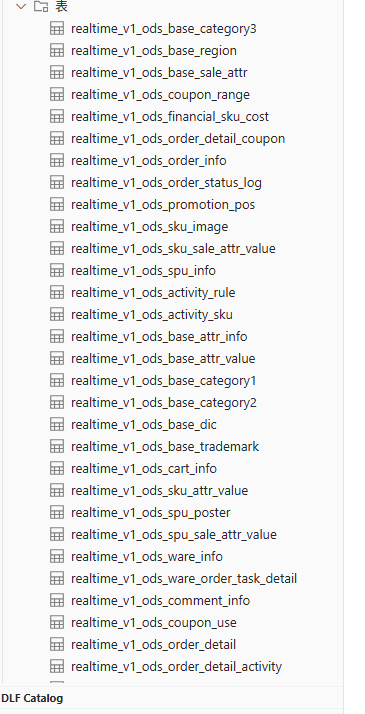 表
realtime_v1_ods_base_category3
realtime_v1_ods_base_region
realtime_v1_ods_base_sale_attr
realtime_v1_ods_coupon_range
realtime_v1_ods_financial_sku_cost
realtime_v1_ods_order_detail_coupon
realtime_v1_ods_order_info
realtime_v1_ods_order_status_log
realtime_v1_ods_promotion_pos
realtime_v1_ods_sku_image
realtime_v1_ods_sku_sale_attr_value
realtime_v1_ods_spu_info
realtime_v1_ods_activity_rule
realtime_v1_ods_activity_sku
realtime_v1_ods_base_attr_info
realtime_v1_ods_base_attr_value
realtime_v1_ods_base_category1
realtime_v1_ods_base_category2
realtime_v1_ods_base_dic
realtime_v1_ods_base_trademark
realtime_v1_ods_cart_info
realtime_v1_ods_sku_attr_value
realtime_v1_ods_spu_poster
realtime_v1_ods_spu_sale_attr_value
realtime_v1_ods_ware_info
realtime_v1_ods_ware_order_task_detail
realtime_v1_ods_comment_info
realtime_v1_ods_coupon_use
realtime_v1_ods_order_detail
realtime_v1_ods_order_detail_activity
DLF Catalog